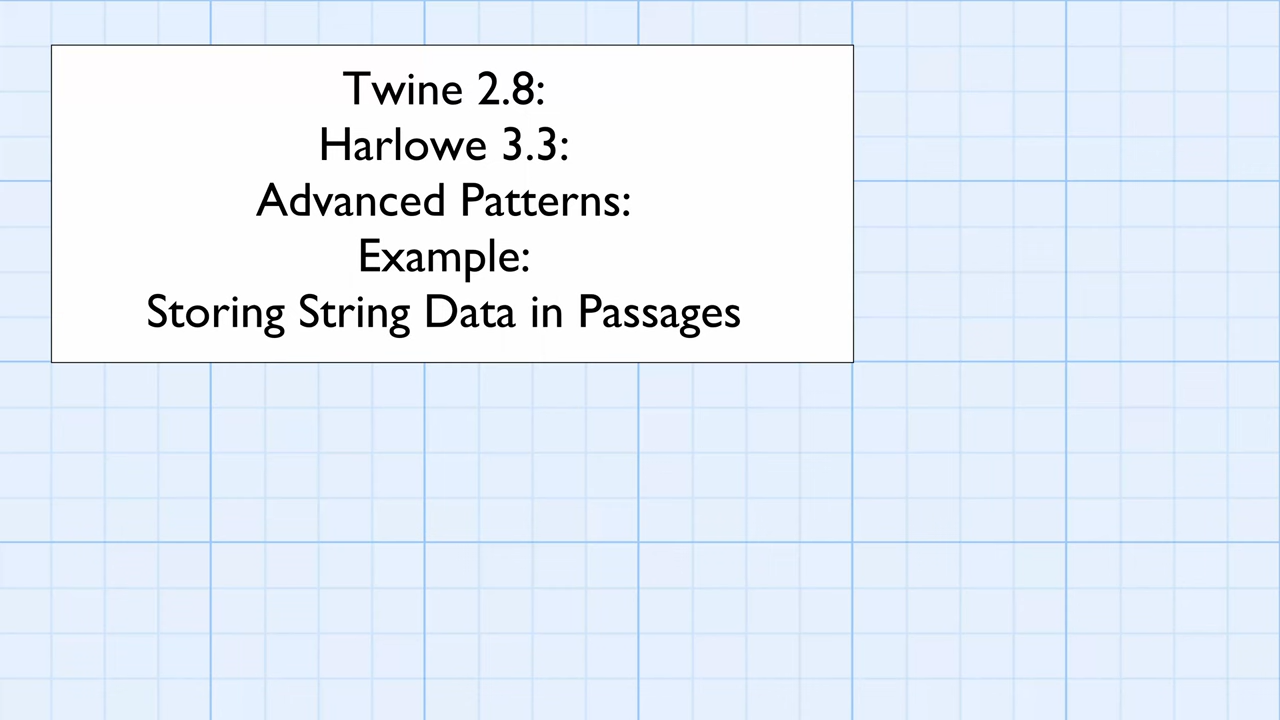 Twine 2.8:
Harlowe 3.3:
Advanced Patterns:
Example:
Storing String Data in Passages